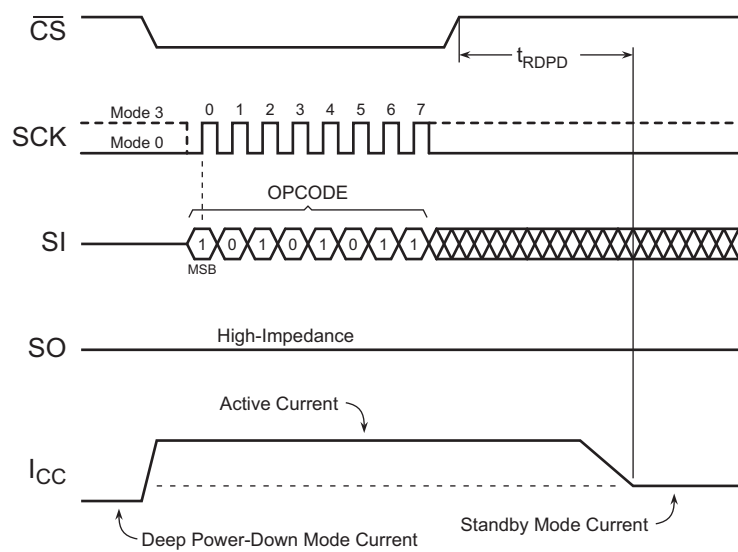 CS
tRDPD
Mode 3
0 1 2 3 4 5 6 7
SCK
Mode 0
OPCODE
SI
1 0 1 0 1 0 1 1
MSB
High-Impedance
SO
Active Current
ICC
Standby Mode Current
Deep Power-Down Mode Current